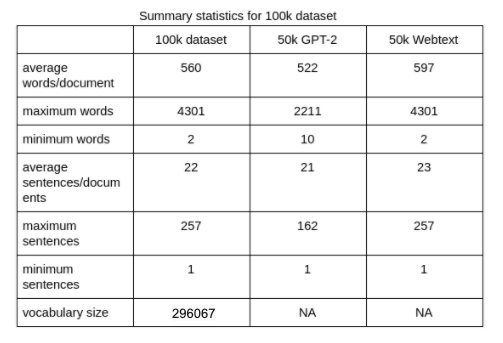 Summary statistics for 100k dataset
100k dataset 50k GPT-2 50k Webtext
average
words/document 560 522 597
maximum words 4301 2211 4301
minimum words 2 10 2
average
sentences/docum
ents 22 21 23
maximum
sentences 257 162 257
minimum
sentences 1 1 1
vocabulary size 296067 NA NA